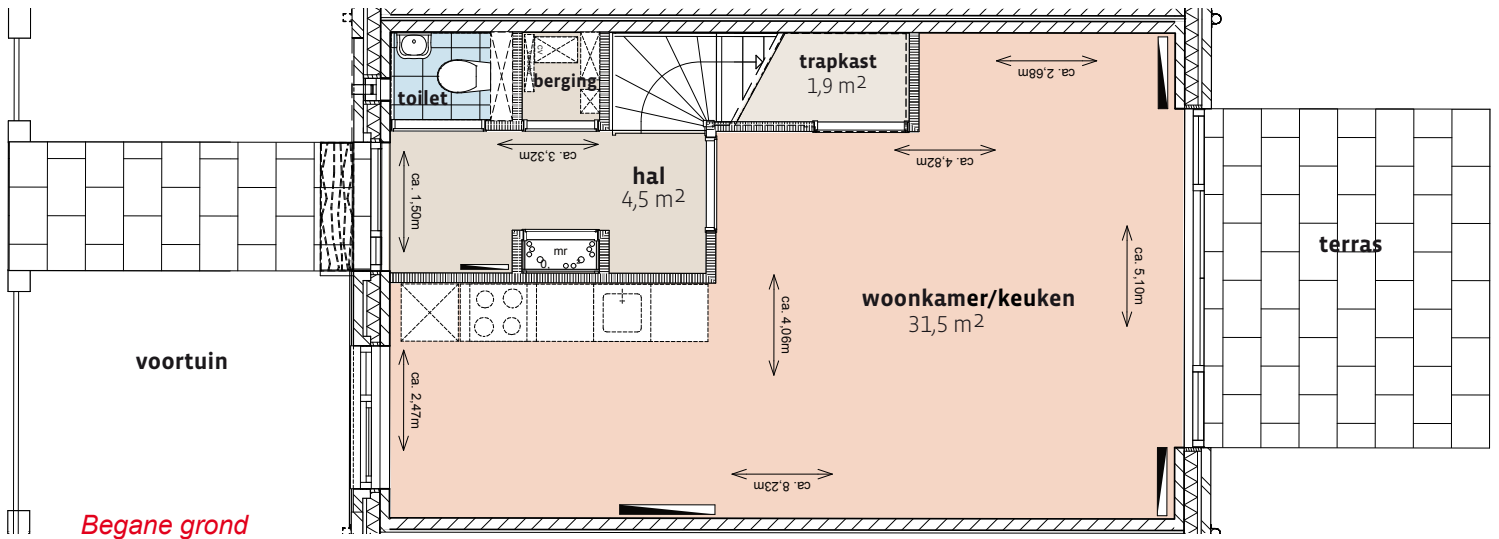 toilet
berging
cv
trapkast
1,9 m²
ca. 2,68m
ca. 3,32m
ca. 4,82m
ca. 1,50m
hal
4,5 m²
mr
ca. 5,10m
terras
woonkamer/keuken
31,5 m²
ca. 4,06m
voortuin
ca. 2,47m
ca. 8,23m
Begane grond